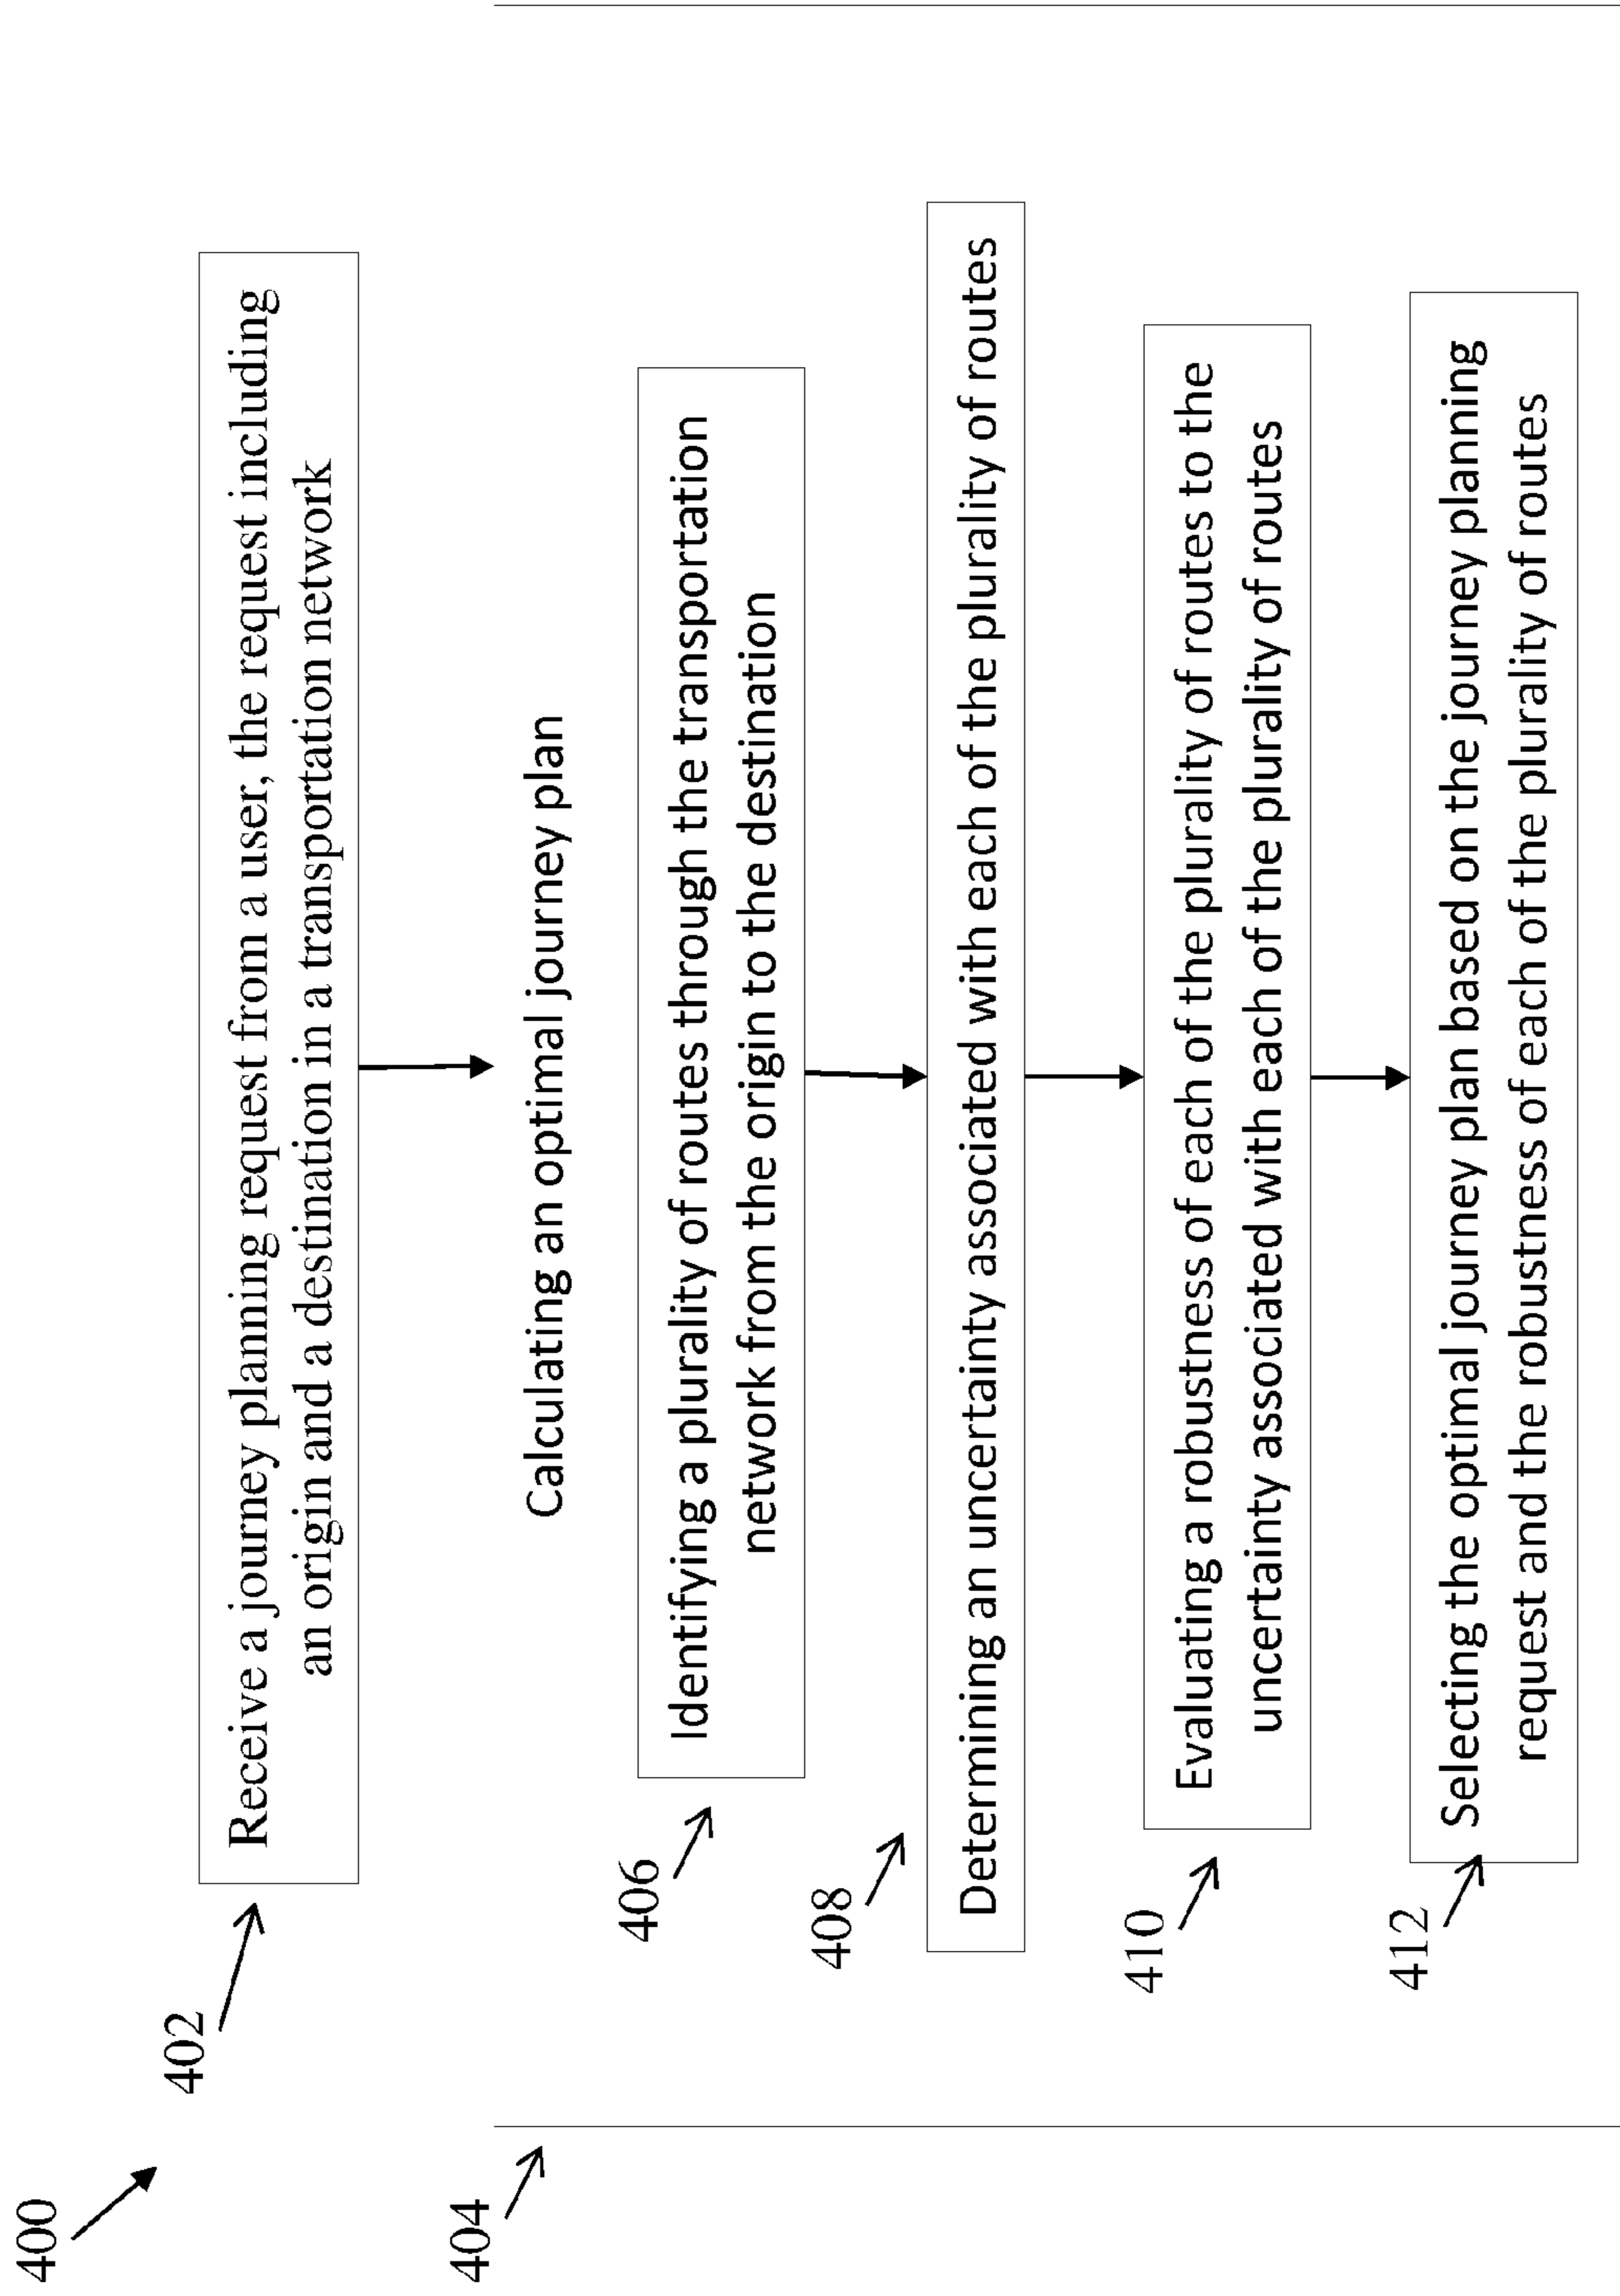 400
402
Receive a journey planning request from a user, the request including
an origin and a destination in a transportation network
404
Calculating an optimal journey plan
406
Identifying a plurality of routes through the transportation
network from the origin to the destination
408
Determining an uncertainty associated with each of the plurality of routes
410
Evaluating a robustness of each of the plurality of routes to the
uncertainty associated with each of the plurality of routes
412
Selecting the optimal journey plan based on the journey planning
request and the robustness of each of the plurality of routes